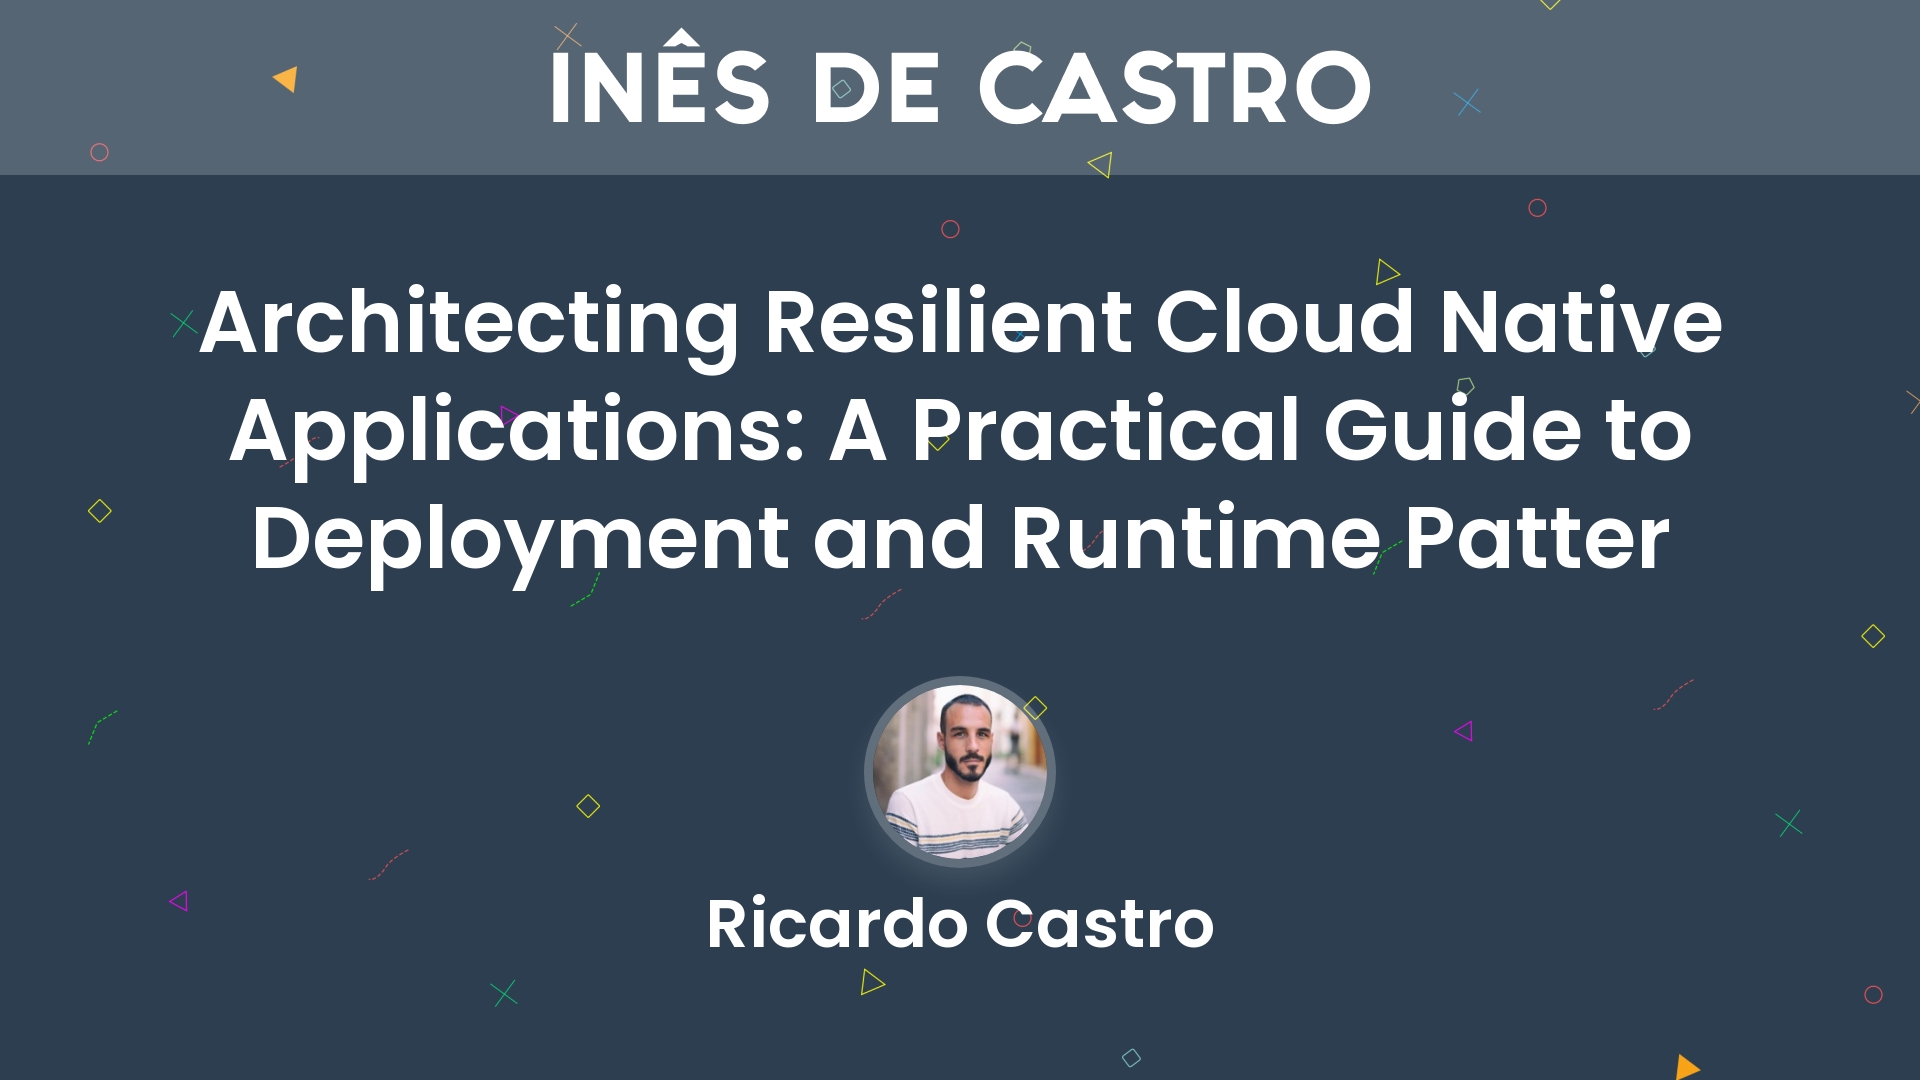 INÊS DE CASTRO
Architecting Resilient Cloud Native
Applications: A Practical Guide to
Deployment and Runtime Patter
Ricardo Castro